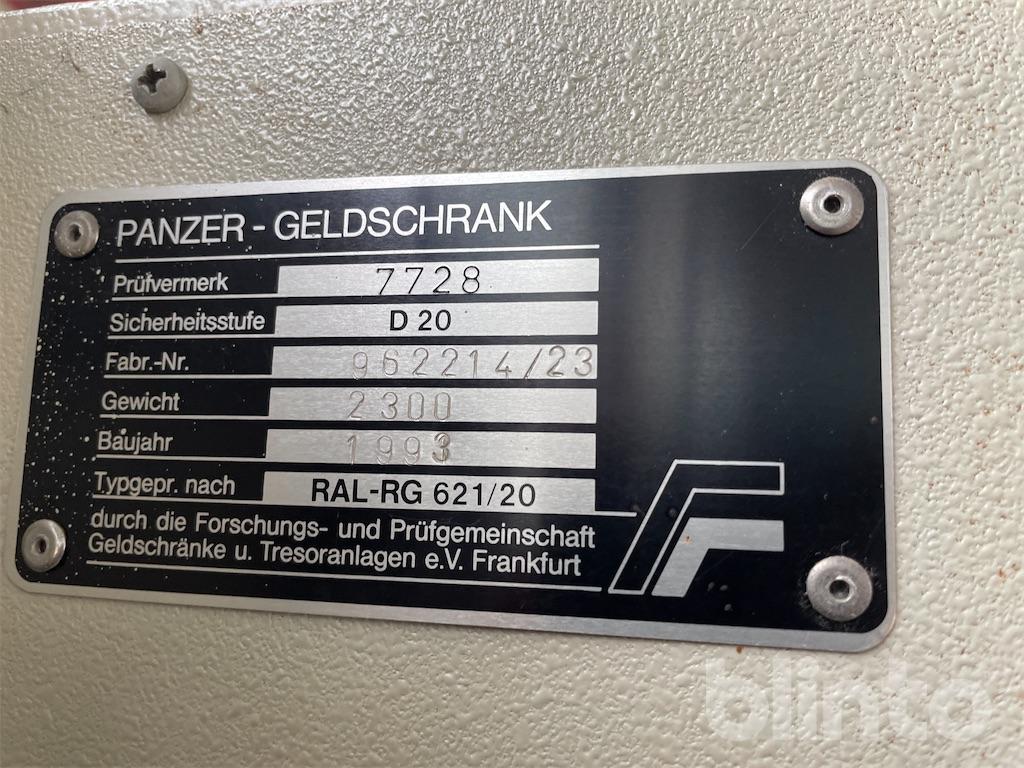 PANZER - GELDSCHRANK
Prüfvermerk 7728
Sicherheitsstufe D 20
Fabr.-Nr. 962214/23
Gewicht 2300
Baujahr 1993
Typgepr. nach RAL-RG 621/20
durch die Forschungs- und Prüfgemeinschaft
Geldschränke u. Tresoranlagen e.V. Frankfurt
blinto